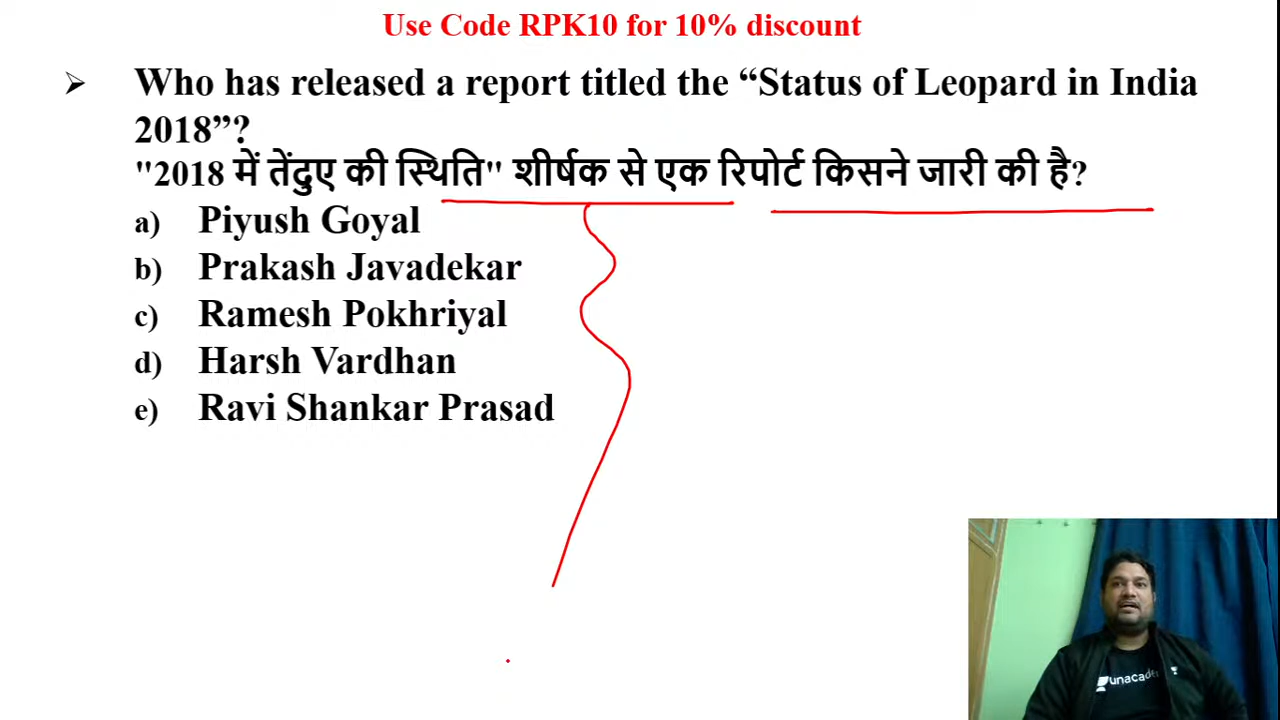 Use Code RPK10 for 10% discount
➢ Who has released a report titled the “Status of Leopard in India
2018”?
"2018 में तेंदुए की स्थिति" शीर्षक से एक रिपोर्ट किसने जारी की है?
a) Piyush Goyal
b) Prakash Javadekar
c) Ramesh Pokhriyal
d) Harsh Vardhan
e) Ravi Shankar Prasad